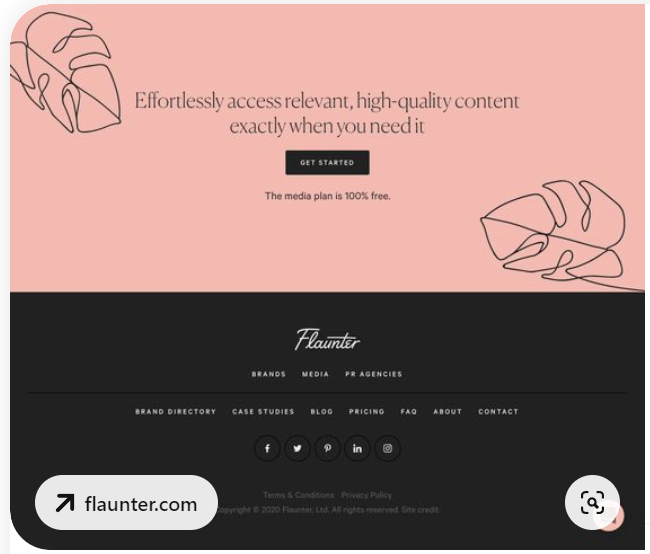 Effortlessly access relevant, high-quality content
exactly when you need it
GET STARTED
The media plan is 100% free.
Flaunter
BRANDS MEDIA PR AGENCIES
BRAND DIRECTORY CASE STUDIES BLOG PRICING FAQ ABOUT CONTACT
Terms & Conditions Privacy Policy
opyright © 2020 Flaunter, Ltd. All rights reserved. Site credit.
flaunter.com